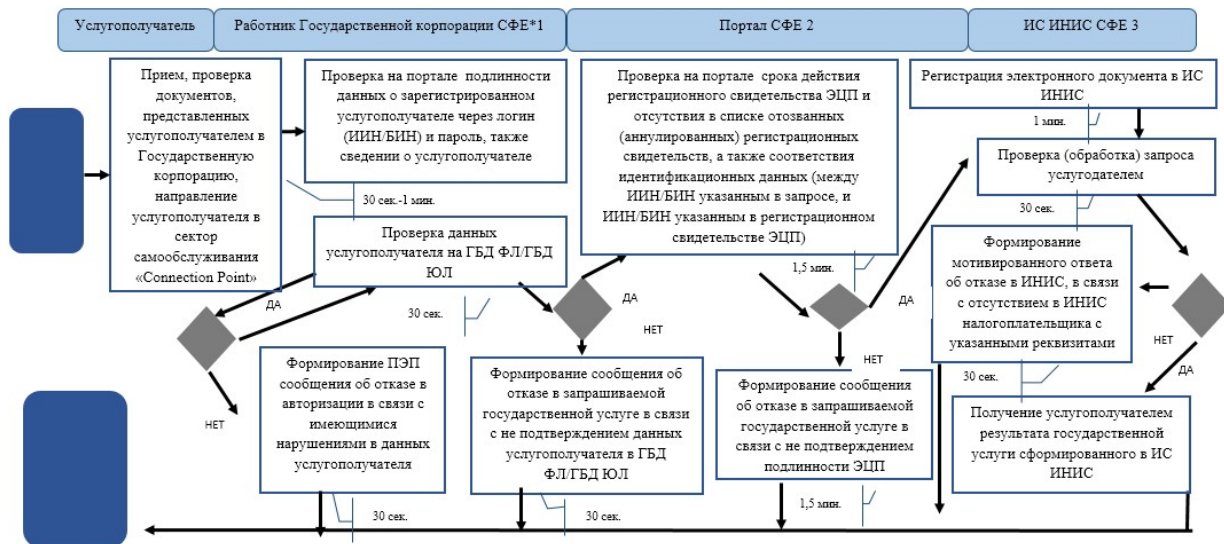 Услугополучатель
Работник Государственной корпорации СФЕ*1
Портал СФЕ 2
ИС ИНИС СФЕ 3
Прием, проверка
документов,
представленных
услугополучателем в
Государственную
корпорацию,
направление
услугополучателя в
сектор
самообслуживания
«Connection Point»
Проверка на портале подлинности
данных о зарегистрированном
услугополучателе через логин
(ИИН/БИН) и пароль, также
сведении о услугополучателе
30 сек.-1 мин.
Проверка данных
услугополучателя на ГБД ФЛ/ГБД
ЮЛ
30 сек.
Проверка на портале срока действия
регистрационного свидетельства ЭЦП и
отсутствия в списке отозванных
(аннулированных) регистрационных
свидетельств, а также соответствия
идентификационных данных (между
ИИН/БИН указанным в запросе, и
ИИН/БИН указанным в регистрационном
свидетельстве ЭЦП)
1,5 мин.
Регистрация электронного документа в ИС
ИНИС
1 мин.
Проверка (обработка) запроса
услугодателем
30 сек.
Формирование
мотивированного ответа
об отказе в ИНИС, в связи
с отсутствием в ИНИС
налогоплательщика с
указанными реквизитами
30 сек.
ДА
НЕТ
ДА
НЕТ
ДА
НЕТ
НЕТ
ДА
Формирование ПЭП
сообщения об отказе в
авторизации в связи с
имеющимися
нарушениями в данных
услугополучателя
30 сек.
Формирование сообщения об
отказе в запрашиваемой
государственной услуге в связи
с не подтверждением данных
услугополучателя в ГБД
ФЛ/ГБД ЮЛ
30 сек.
Формирование сообщения
об отказе в запрашиваемой
государственной услуге в
связи с не подтверждением
подлинности ЭЦП
1,5 мин.
Получение услугополучателем
результата государственной
услуги сформированного в ИС
ИНИС